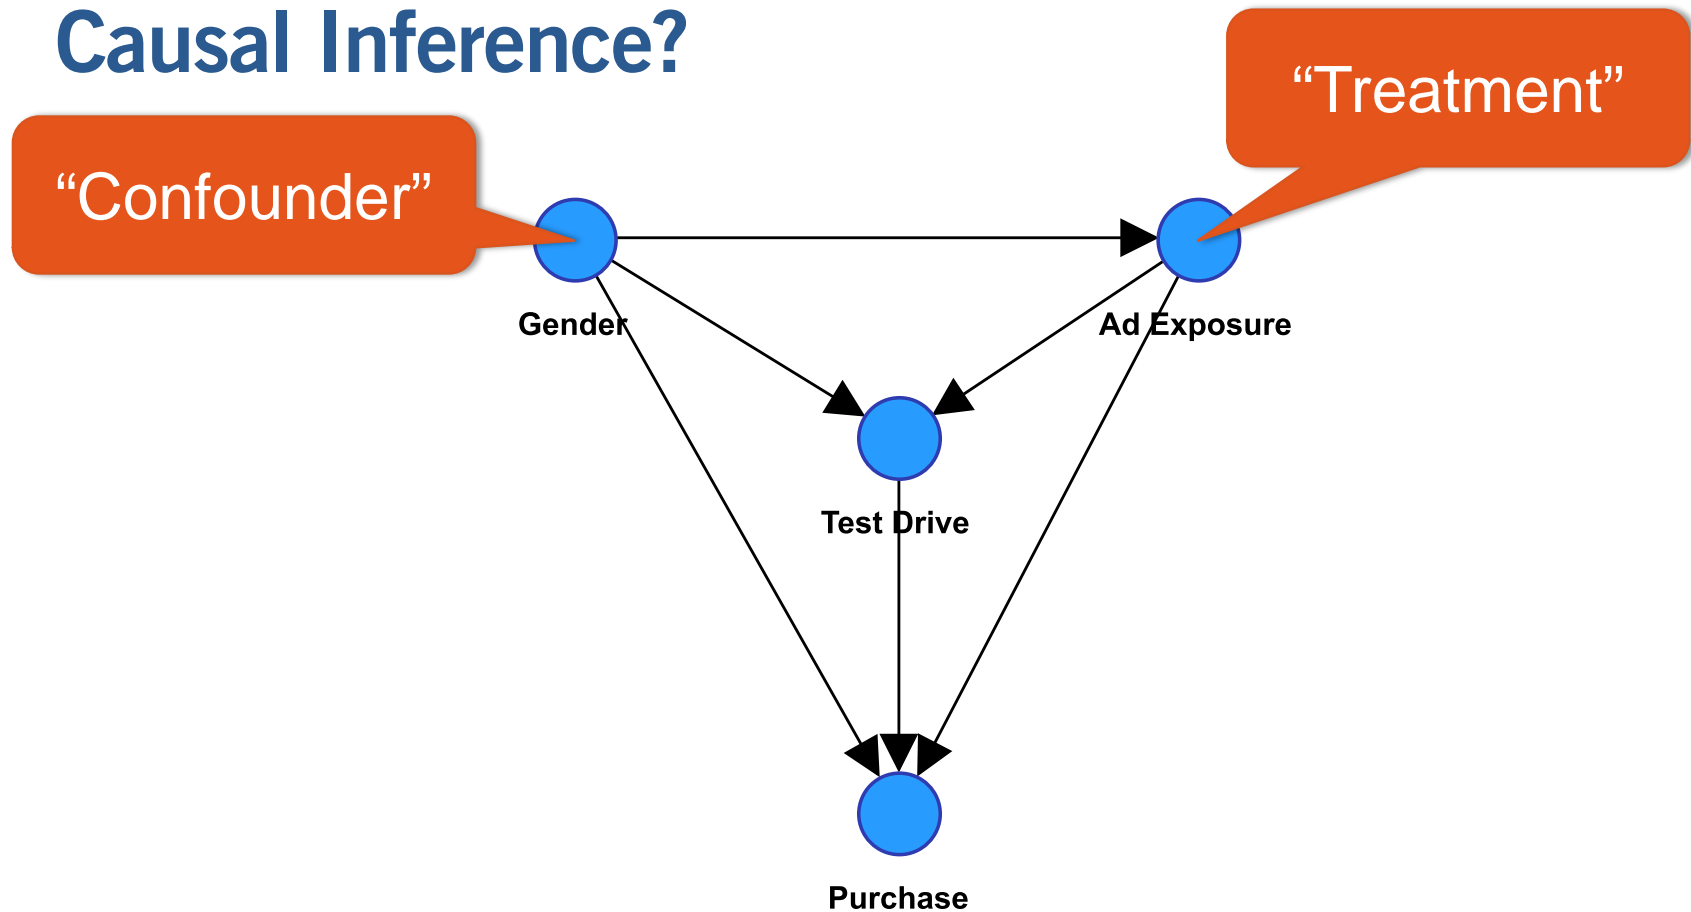 Causal Inference?
“Treatment”
“Confounder”
Gender
Ad Exposure
Test Drive
Purchase